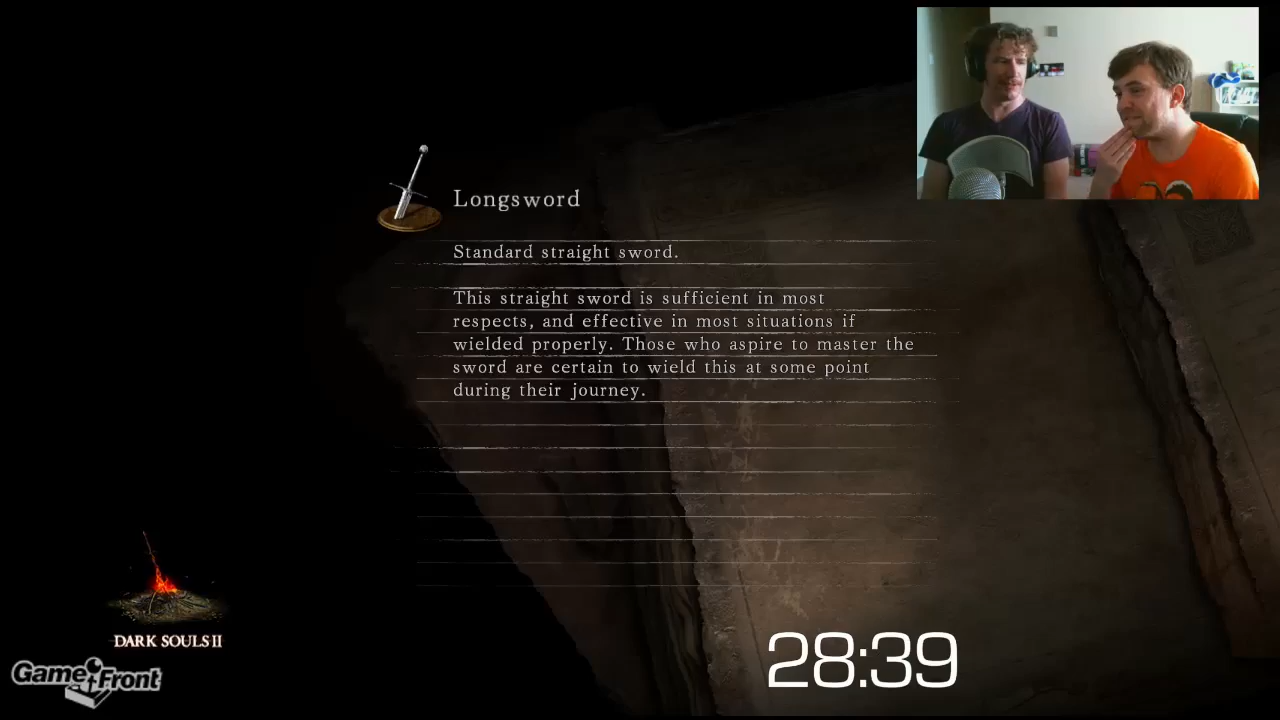 Longsword
Standard straight sword.
This straight sword is sufficient in most
respects, and effective in most situations if
wielded properly. Those who aspire to master the
sword are certain to wield this at some point
during their journey.
DARK SOULS II
GameFront
28:39